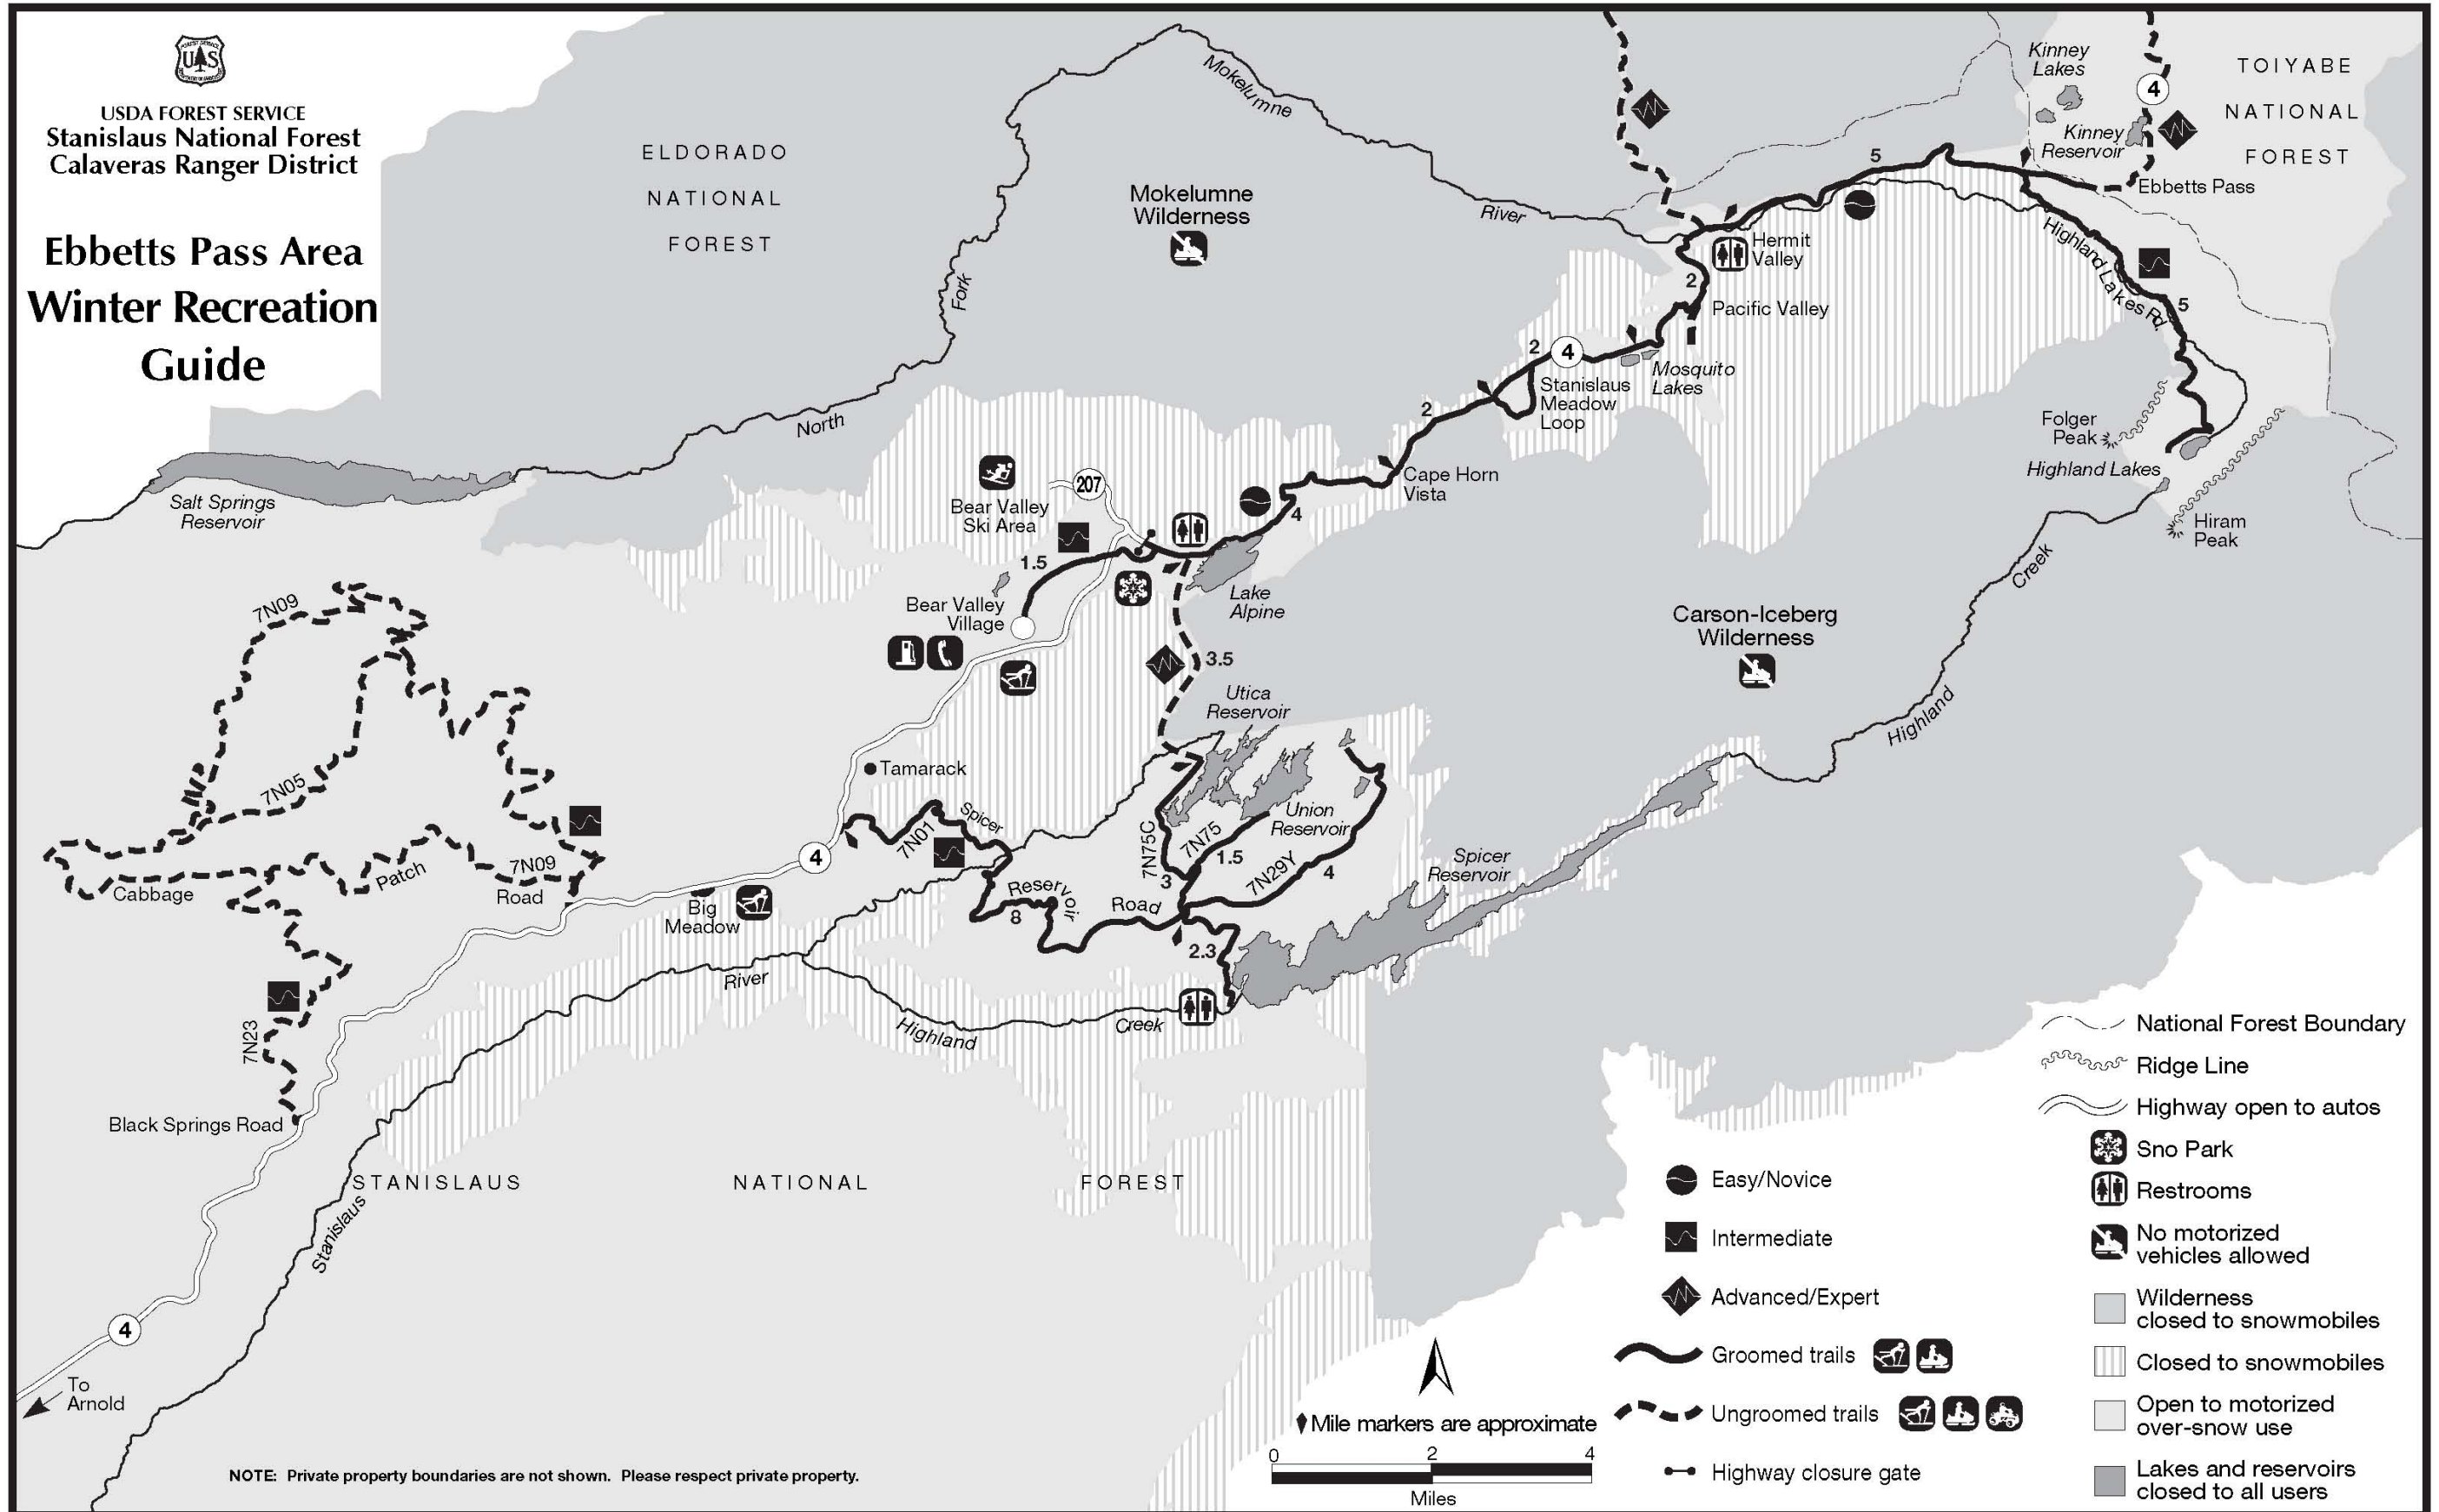 USDA FOREST SERVICE
Stanislaus National Forest
Calaveras Ranger District
Ebbetts Pass Area
Winter Recreation
Guide
ELDORADO
NATIONAL
FOREST
Mokelumne
Wilderness
Mokelumne
River
North
Fork
Salt Springs
Reservoir
Kinney
Lakes
Kinney
Reservoir
4
TOIYABE
NATIONAL
FOREST
Ebbetts Pass
5
Hermit
Valley
2
Pacific Valley
Highland Lakes Rd.
5
2
4
Mosquito
Lakes
Stanislaus
Meadow
Loop
2
Cape Horn
Vista
Folger
Peak
Highland Lakes
Hiram
Peak
Creek
Highland
Carson-Iceberg
Wilderness
207
Bear Valley
Ski Area
4
1.5
Bear Valley
Village
Lake
Alpine
3.5
Utica
Reservoir
Union
Reservoir
Tamarack
7N09
7N05
Cabbage
Patch
7N09
Road
7N23
Black Springs Road
Big
Meadow
4
7N01
Spicer
Reservoir
8
Road
7N75C
7N75
1.5
3
7N29Y
4
2.3
Spicer
Reservoir
River
Highland
Creek
STANISLAUS
NATIONAL
FOREST
Stanislaus
4
To
Arnold
NOTE: Private property boundaries are not shown. Please respect private property.
Mile markers are approximate
0 2 4
Miles
Easy/Novice
Intermediate
Advanced/Expert
Groomed trails
Ungroomed trails
Highway closure gate
National Forest Boundary
Ridge Line
Highway open to autos
Sno Park
Restrooms
No motorized
vehicles allowed
Wilderness
closed to snowmobiles
Closed to snowmobiles
Open to motorized
over-snow use
Lakes and reservoirs
closed to all users